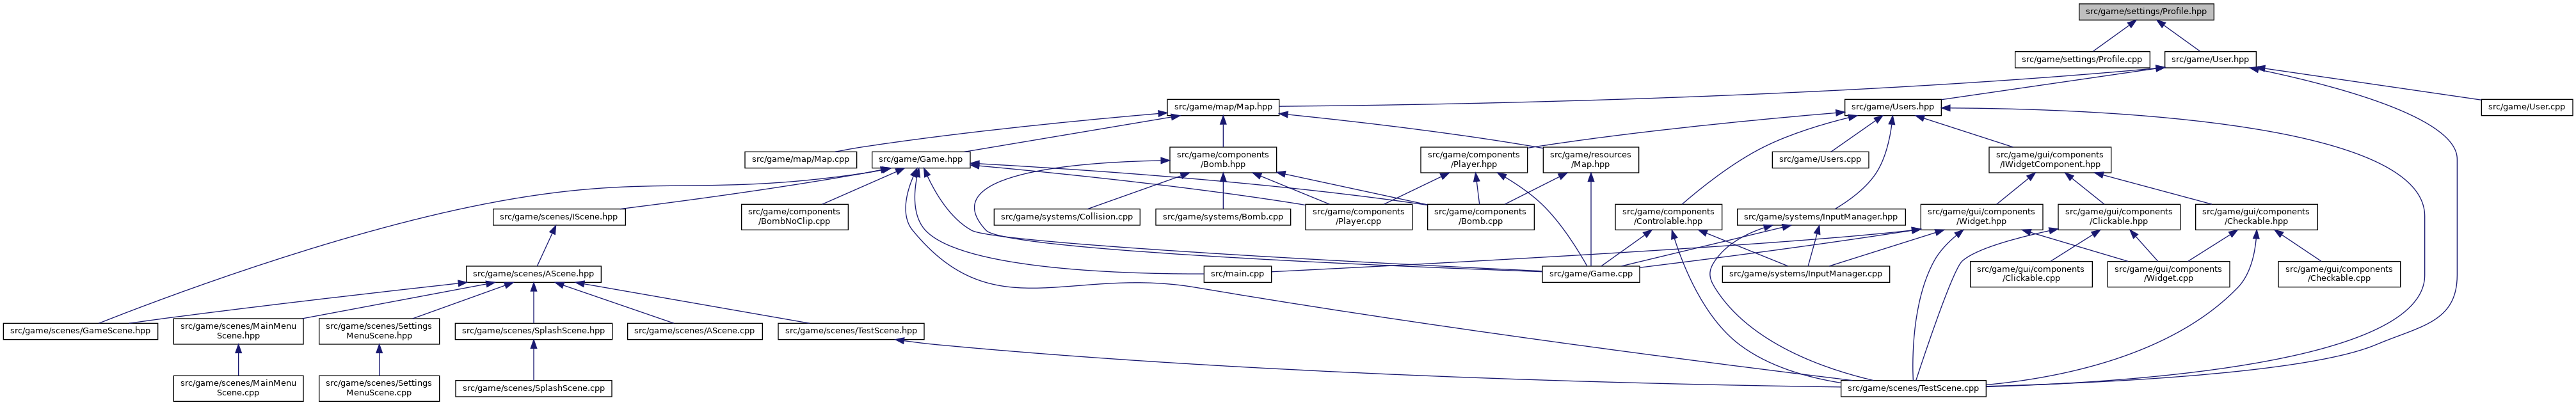 src/game/settings/Profile.hpp
src/game/settings/Profile.cpp
src/game/User.hpp
src/game/map/Map.hpp
src/game/Users.hpp
src/game/User.cpp
src/game/map/Map.cpp
src/game/Game.hpp
src/game/components
/Bomb.hpp
src/game/components
/Player.hpp
src/game/resources
/Map.hpp
src/game/Users.cpp
src/game/gui/components
/IWidgetComponent.hpp
src/game/scenes/IScene.hpp
src/game/components
/BombNoClip.cpp
src/game/systems/Collision.cpp
src/game/systems/Bomb.cpp
src/game/components
/Player.cpp
src/game/components
/Bomb.cpp
src/game/components
/Controlable.hpp
src/game/systems/InputManager.hpp
src/game/gui/components
/Widget.hpp
src/game/gui/components
/Clickable.hpp
src/game/gui/components
/Checkable.hpp
src/game/scenes/AScene.hpp
src/main.cpp
src/game/Game.cpp
src/game/systems/InputManager.cpp
src/game/gui/components
/Clickable.cpp
src/game/gui/components
/Widget.cpp
src/game/gui/components
/Checkable.cpp
src/game/scenes/GameScene.hpp
src/game/scenes/MainMenu
Scene.hpp
src/game/scenes/Settings
MenuScene.hpp
src/game/scenes/SplashScene.hpp
src/game/scenes/AScene.cpp
src/game/scenes/TestScene.hpp
src/game/scenes/MainMenu
Scene.cpp
src/game/scenes/Settings
MenuScene.cpp
src/game/scenes/SplashScene.cpp
src/game/scenes/TestScene.cpp